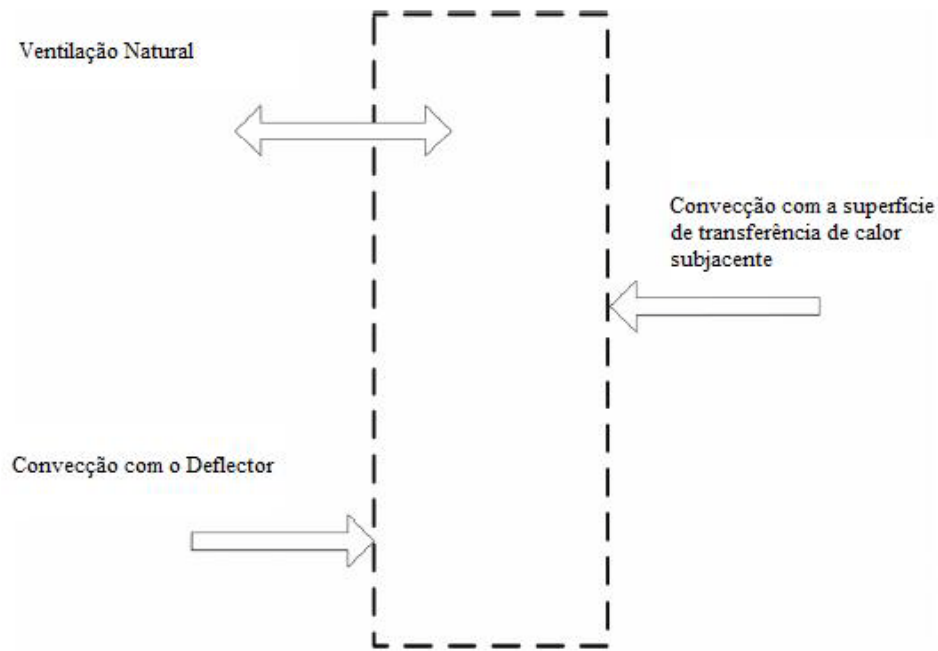 Ventilação Natural
Convecção com a superfície
de transferência de calor
subjacente
Convecção com o Deflector